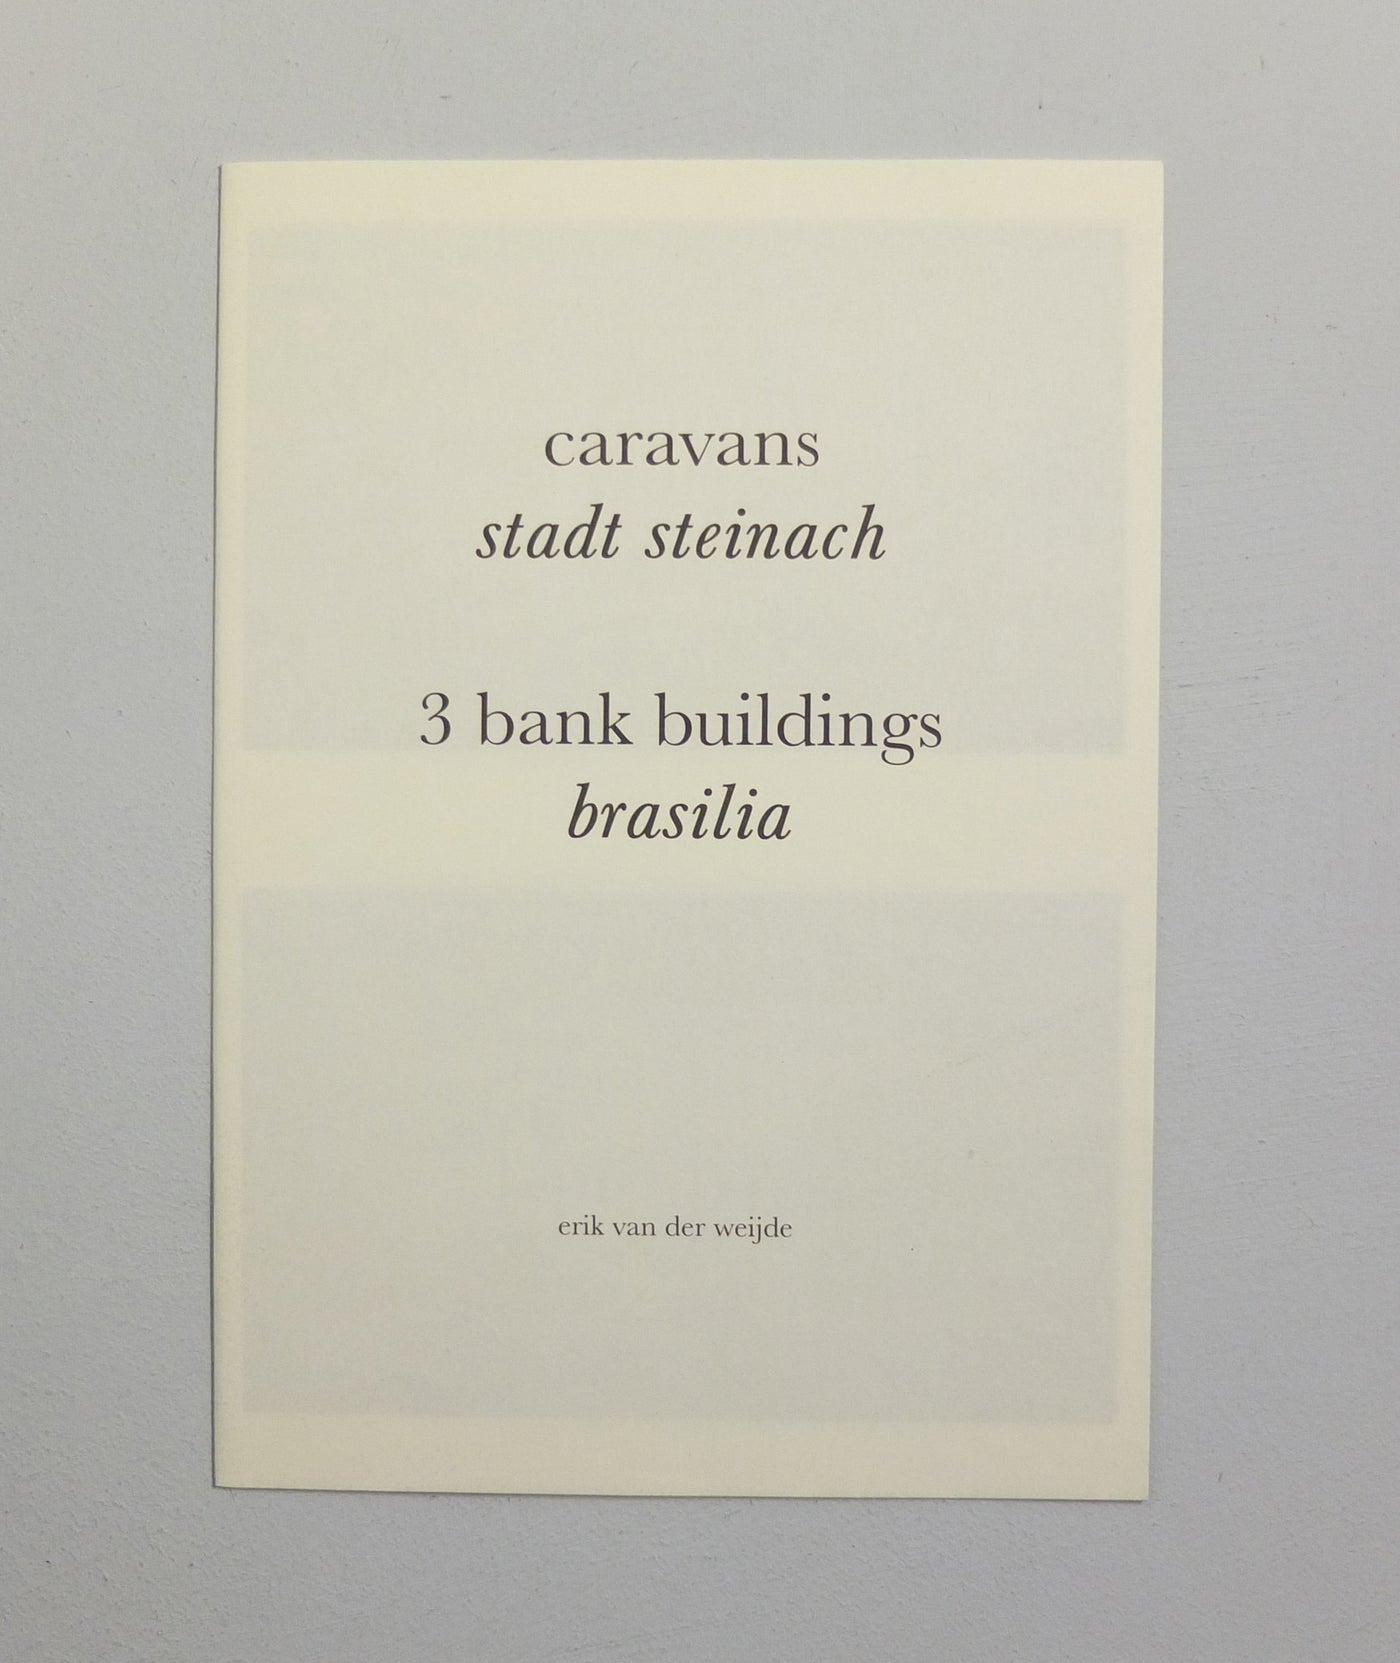 caravans
stadt steinach
3 bank buildings
brasilia
erik van der weijde